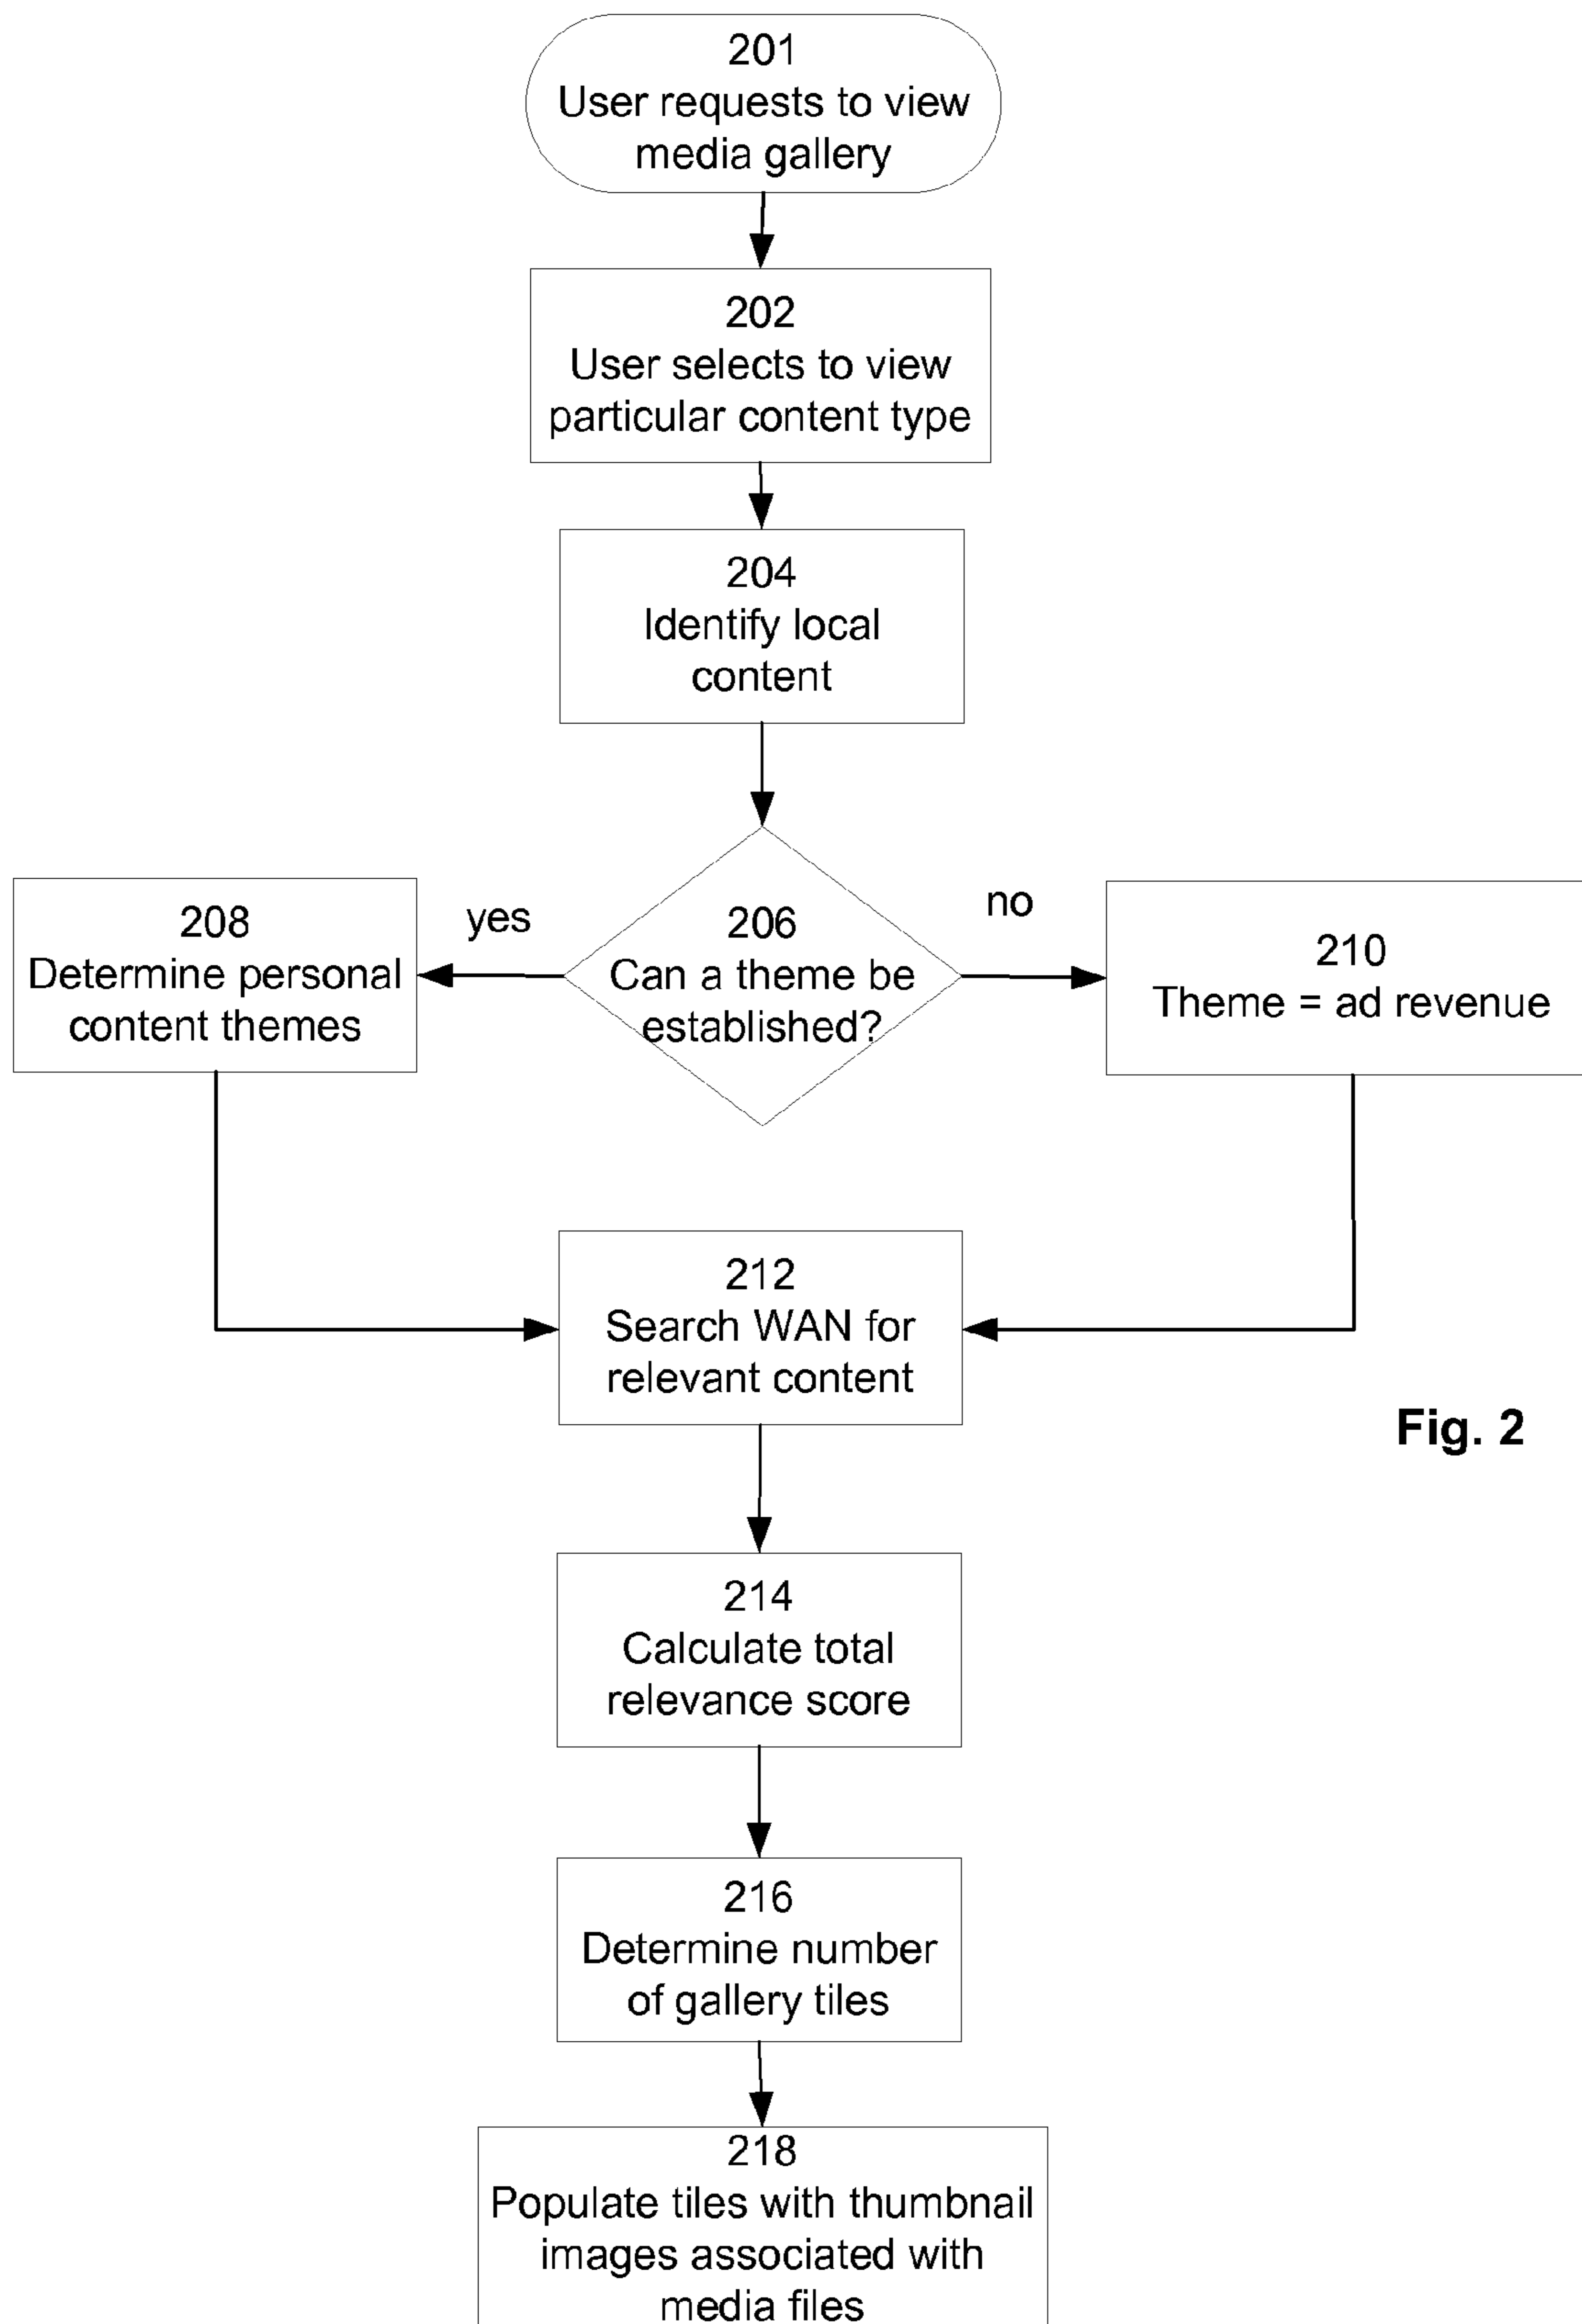 201
User requests to view
media gallery
202
User selects to view
particular content type
204
Identify local
content
208
Determine personal
content themes
yes
206
Can a theme be
established?
no
210
Theme = ad revenue
212
Search WAN for
relevant content
Fig. 2
214
Calculate total
relevance score
216
Determine number
of gallery tiles
218
Populate tiles with thumbnail
images associated with
media files